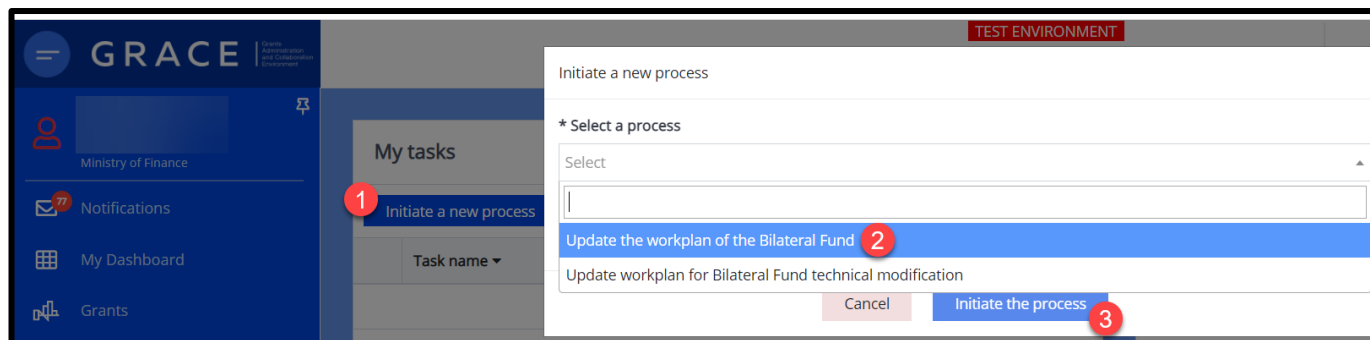 TEST ENVIRONMENT
GRACE
Grants
Administration
and Collaboration
Environment
Initiate a new process
* Select a process
Ministry of Finance
My tasks
Select
1
Initiate a new process
77
Notifications
Update the workplan of the Bilateral Fund 2
My Dashboard
Task name
Update workplan for Bilateral Fund technical modification
Grants
Cancel
Initiate the process
3